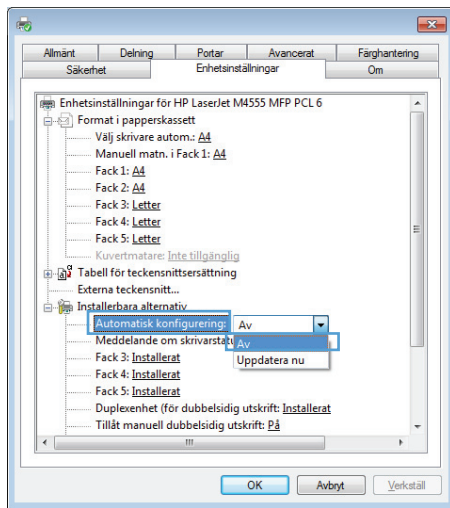 Allmänt Delning Portar Avancerat Färghantering
Säkerhet Enhetsinställningar Om
Enhetsinställningar för HP LaserJet M4555 MFP PCL 6
Format i papperskassett
Välj skrivare autom.: A4
Manuell matn. i Fack 1: A4
Fack 1: A4
Fack 2: A4
Fack 3: Letter
Fack 4: Letter
Fack 5: Letter
Kuvertmatare: Inte tillgänglig
Tabell för teckensnittsersättning
Externa teckensnitt...
Installerbara alternativ
Automatisk konfigurering: Av
Meddelande om skrivarstatu Av
Fack 3: Installerat Uppdatera nu
Fack 4: Installerat
Fack 5: Installerat
Duplexenhet (för dubbelsidig utskrift: Installerat
Tillåt manuell dubbelsidig utskrift: På
OK Avbryt Verkställ